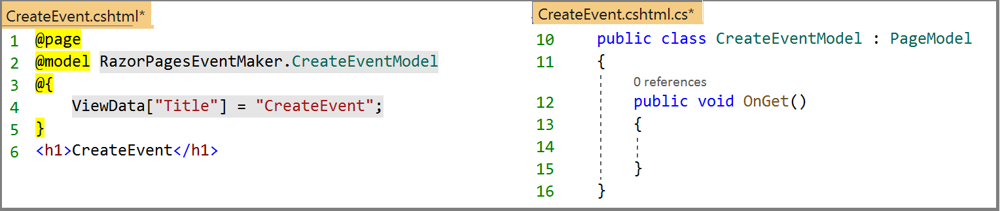 CreateEvent.cshtml*
1 @page
2 @model RazorPagesEventMaker.CreateEventModel
3 @{
4 ViewData["Title"] = "CreateEvent";
5 }
6 <h1>CreateEvent</h1>
CreateEvent.cshtml.cs*
10 public class CreateEventModel : PageModel
11 {
0 references
12 public void OnGet()
13 {
14
15 }
16 }